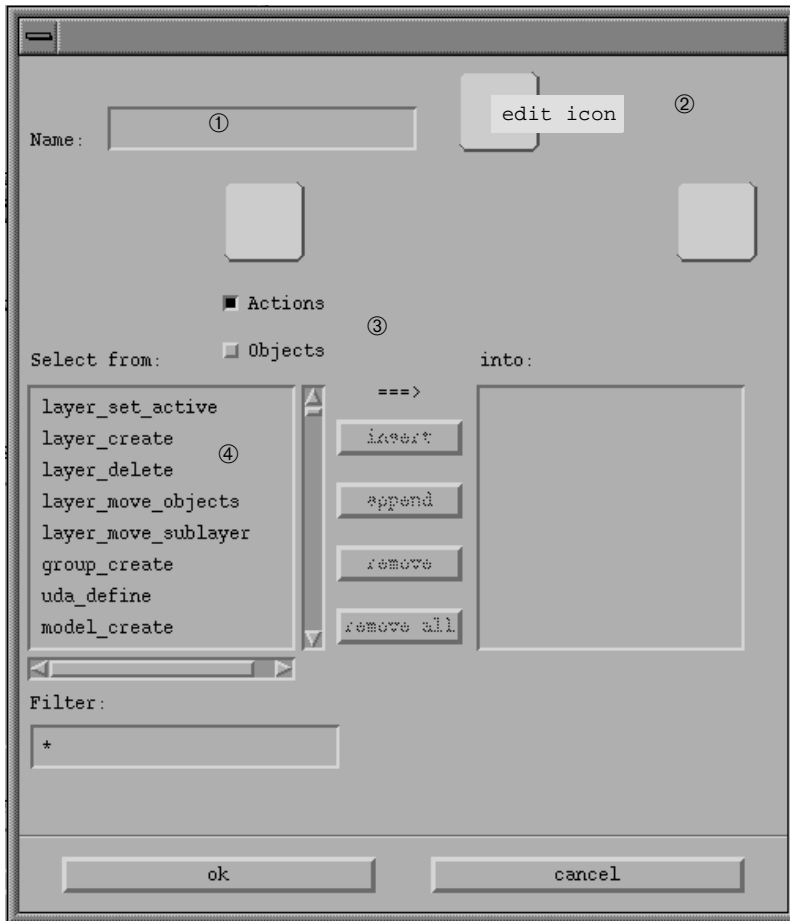 ①
edit icon
②
Name:
Actions
③
Objects
Select from:
into:
===>
layer_set_active
layer_create
insert
④
layer_delete
append
layer_move_objects
layer_move_sublayer
group_create
remove
uda_define
model_create
remove all
Filter:
*
ok
cancel